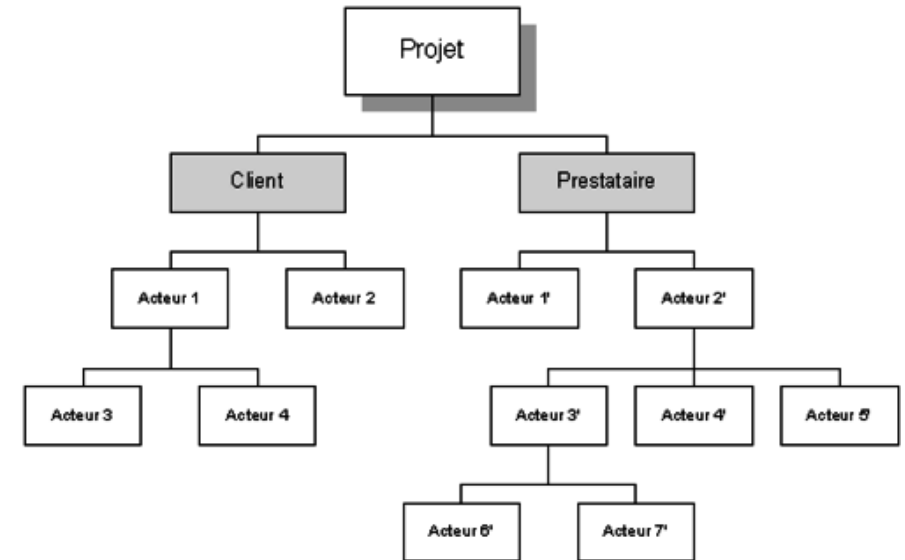 Projet
Client
Prestataire
Acteur 1
Acteur 2
Acteur 1'
Acteur 2'
Acteur 3
Acteur 4
Acteur 3'
Acteur 4'
Acteur 5'
Acteur 6'
Acteur 7'